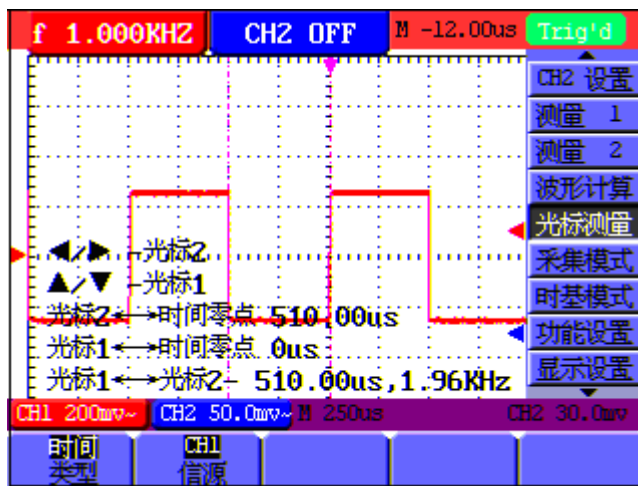 f 1.000KHZ CH2 OFF M -12.00us Trig'd
CH2 设置
测量 1
测量 2
波形计算
光标测量
采集模式
时基模式
功能设置
显示设置
◀/▶ 光标2
▲/▼ 光标1
光标2←→时间零点 510.00us
光标1←→时间零点 0us
光标1←→光标2- 510.00us,1.96KHz
CH1 200mv~ CH2 50.0mv~ M 250us CH2 30.0mv
时间 CH1
类型 信源